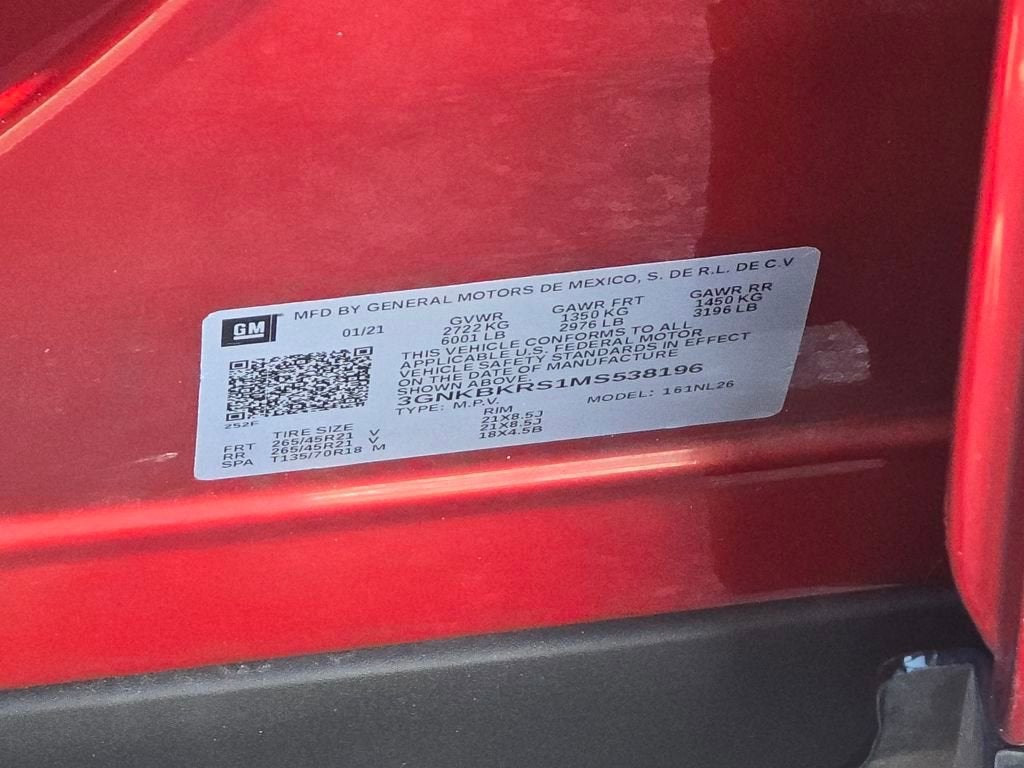 MFD BY GENERAL MOTORS DE MEXICO, S. DE R.L. DE C.V
GM
01/21 GVWR GAWR FRT GAWR RR
2722 KG 1350 KG 1450 KG
6001 LB 2976 LB 3196 LB
THIS VEHICLE CONFORMS TO ALL
APPLICABLE U.S. FEDERAL MOTOR
VEHICLE SAFETY STANDARDS IN EFFECT
ON THE DATE OF MANUFACTURE
SHOWN ABOVE.
3GNKBKRS1MS538196
TYPE: M.P.V. MODEL: 161NL26
252F
TIRE SIZE RIM
FRT 265/45R21 V 21X8.5J
RR 265/45R21 V 21X8.5J
SPA T135/70R18 M 18X4.5B